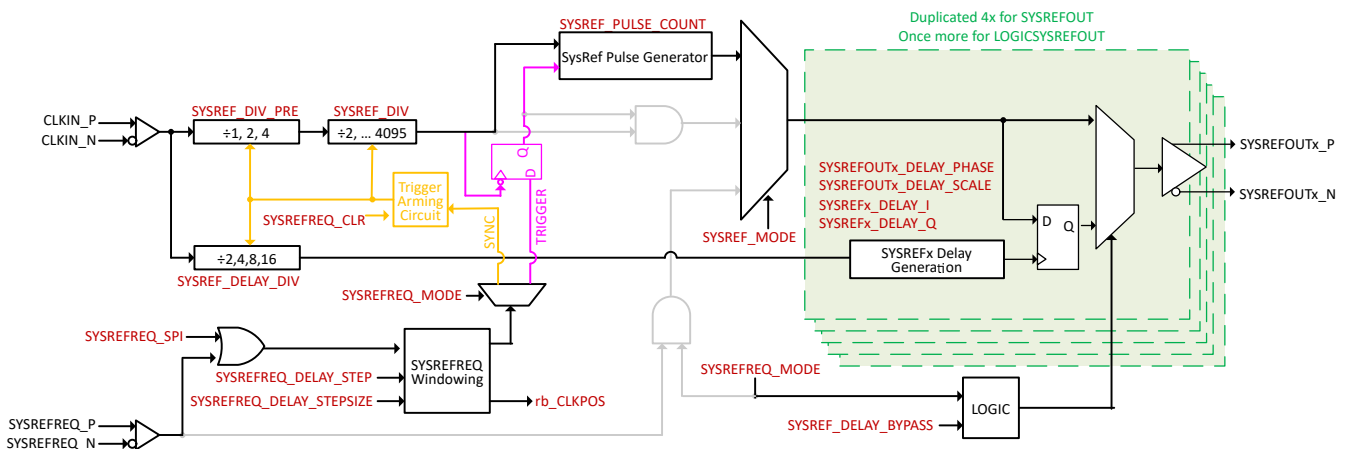 Duplicated 4x for SYSREFOUT
Once more for LOGICSYSREFOUT
SYSREF_PULSE_COUNT
SysRef Pulse Generator
SYSREF_DIV_PRE
SYSREF_DIV
CLKIN_P
CLKIN_N
÷1, 2, 4
÷2, ... 4095
Q
D
Trigger
Arming
Circuit
SYSREFREQ_CLR
SYNC
TRIGGER
SYSREFOUTx_P
SYSREFOUTx_N
SYSREFOUTx_DELAY_PHASE
SYSREFOUTx_DELAY_SCALE
SYSREFx_DELAY_I
SYSREFx_DELAY_Q
D
Q
SYSREF_MODE
÷2,4,8,16
SYSREF_DELAY_DIV
SYSREFx Delay
Generation
SYSREFREQ_MODE
SYSREFREQ_SPI
SYSREFREQ
Windowing
SYSREFREQ_DELAY_STEP
SYSREFREQ_DELAY_STEPSIZE
rb_CLKPOS
SYSREFREQ_MODE
LOGIC
SYSREF_DELAY_BYPASS
SYSREFREQ_P
SYSREFREQ_N